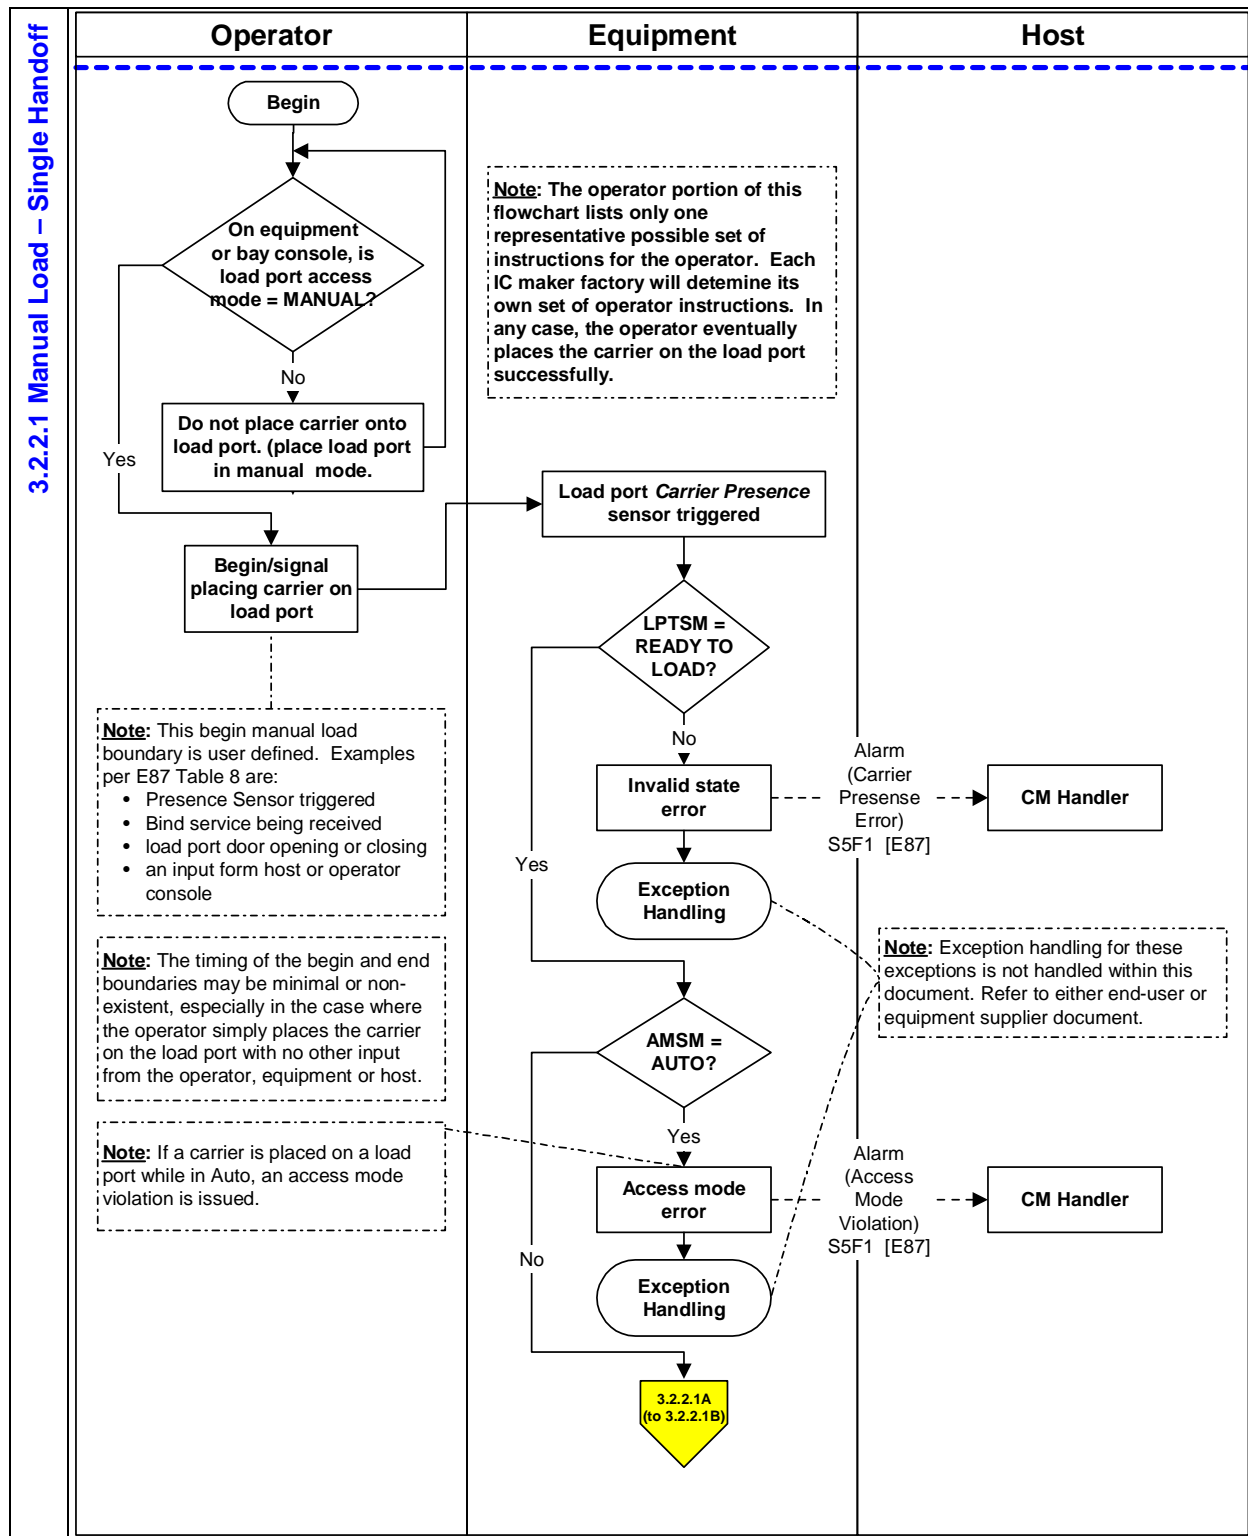 3.2.2.1 Manual Load – Single Handoff
Operator
Equipment
Host
Begin
On equipment
or bay console, is
load port access
mode = MANUAL?
No
Yes
Do not place carrier onto
load port. (place load port
in manual mode.
Begin/signal
placing carrier on
load port
Note: This begin manual load
boundary is user defined. Examples
per E87 Table 8 are:
• Presence Sensor triggered
• Bind service being received
• load port door opening or closing
• an input form host or operator
console
Note: The timing of the begin and end
boundaries may be minimal or non-
existent, especially in the case where
the operator simply places the carrier
on the load port with no other input
from the operator, equipment or host.
Note: If a carrier is placed on a load
port while in Auto, an access mode
violation is issued.
Note: The operator portion of this
flowchart lists only one
representative possible set of
instructions for the operator. Each
IC maker factory will detemine its
own set of operator instructions. In
any case, the operator eventually
places the carrier on the load port
successfully.
Load port Carrier Presence
sensor triggered
LPTSM =
READY TO
LOAD?
No
Yes
Invalid state
error
Exception
Handling
AMSM =
AUTO?
Yes
No
Access mode
error
Exception
Handling
3.2.2.1A
(to 3.2.2.1B)
Alarm
(Carrier
Presense
Error)
S5F1 [E87]
CM Handler
Note: Exception handling for these
exceptions is not handled within this
document. Refer to either end-user or
equipment supplier document.
Alarm
(Access
Mode
Violation)
S5F1 [E87]
CM Handler